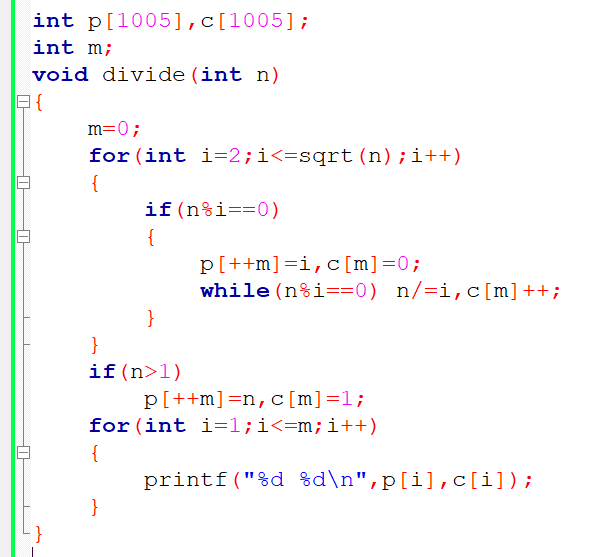 int p[1005],c[1005];
int m;
void divide(int n)
{
    m=0;
    for(int i=2;i<=sqrt(n);i++)
    {
        if(n%i==0)
        {
            p[++m]=i,c[m]=0;
            while(n%i==0) n/=i,c[m]++;
        }
    }
    if(n>1)
        p[++m]=n,c[m]=1;
    for(int i=1;i<=m;i++)
    {
        printf("%d %d\n",p[i],c[i]);
    }
}